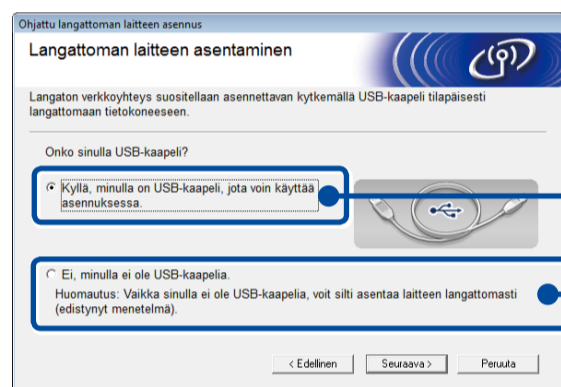 Ohjattu langattoman laitteen asennus
Langattoman laitteen asentaminen
Langaton verkkoyhteys suositellaan asennettavan kytkemällä USB-kaapeli tilapäisesti
langattomaan tietokoneeseen.
Onko sinulla USB-kaapeli?
Kyllä, minulla on USB-kaapeli, jota voin käyttää
asennuksessa.
Ei, minulla ei ole USB-kaapelia.
Huomautus: Vaikka sinulla ei ole USB-kaapelia, voit silti asentaa laitteen langattomasti
(edistynyt menetelmä).
< Edellinen Seuraava > Peruuta